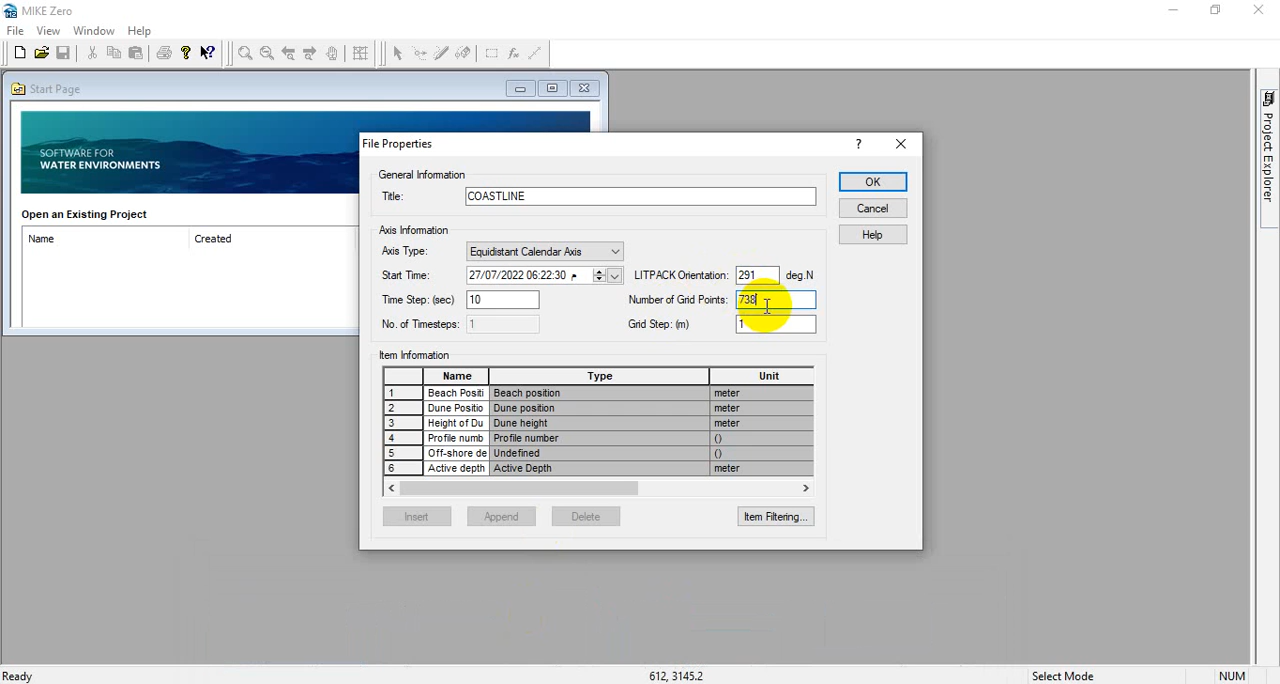 MIKE Zero
File View Window Help
Start Page
SOFTWARE FOR
WATER ENVIRONMENTS
Open an Existing Project
Name Created
File Properties
General Information
Title: COASTLINE
OK
Cancel
Help
Axis Information
Axis Type: Equidistant Calendar Axis
Start Time: 27/07/2022 06:22:30 م LITPACK Orientation: 291 deg.N
Time Step: (sec) 10 Number of Grid Points: 738
No. of Timesteps: 1 Grid Step: (m) 1
Item Information
Name Type Unit
1 Beach Positi Beach position meter
2 Dune Positio Dune position meter
3 Height of Du Dune height meter
4 Profile numb Profile number ()
5 Off-shore de Undefined ()
6 Active depth Active Depth meter
Insert Append Delete Item Filtering...
Project Explorer
Ready 612, 3145.2 Select Mode NUM